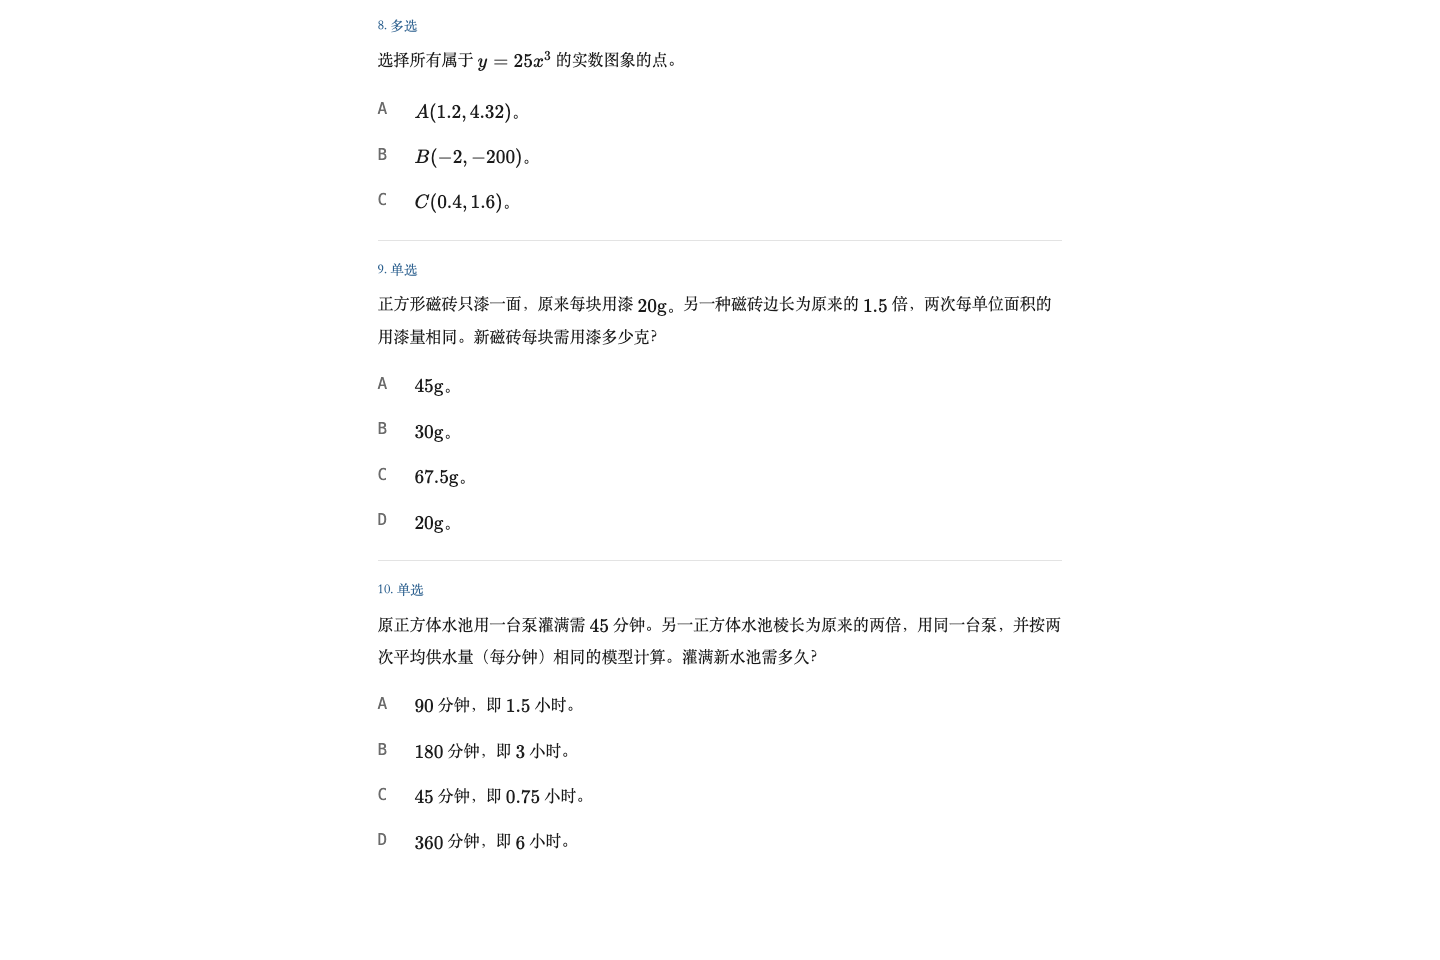 8. 多选
选择所有属于 y = 25x³ 的实数图象的点。
A A(1.2, 4.32)。
B B(−2, −200)。
C C(0.4, 1.6)。
9. 单选
正方形磁砖只漆一面，原来每块用漆 20g。另一种磁砖边长为原来的 1.5 倍，两次每单位面积的
用漆量相同。新磁砖每块需用漆多少克？
A 45g。
B 30g。
C 67.5g。
D 20g。
10. 单选
原正方体水池用一台泵灌满需 45 分钟。另一正方体水池棱长为原来的两倍，用同一台泵，并按两
次平均供水量（每分钟）相同的模型计算。灌满新水池需多久？
A 90 分钟，即 1.5 小时。
B 180 分钟，即 3 小时。
C 45 分钟，即 0.75 小时。
D 360 分钟，即 6 小时。